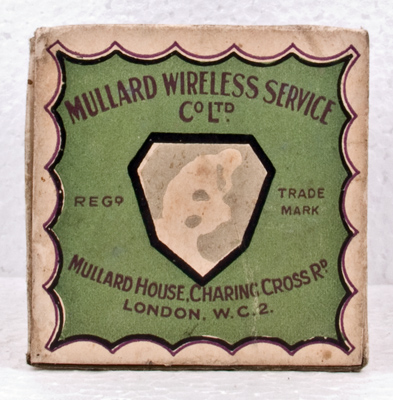 MULLARD WIRELESS SERVICE
Co LTD.
REGD TRADE
MARK
MULLARD HOUSE, CHARING CROSS RD.
LONDON, W.C.2.